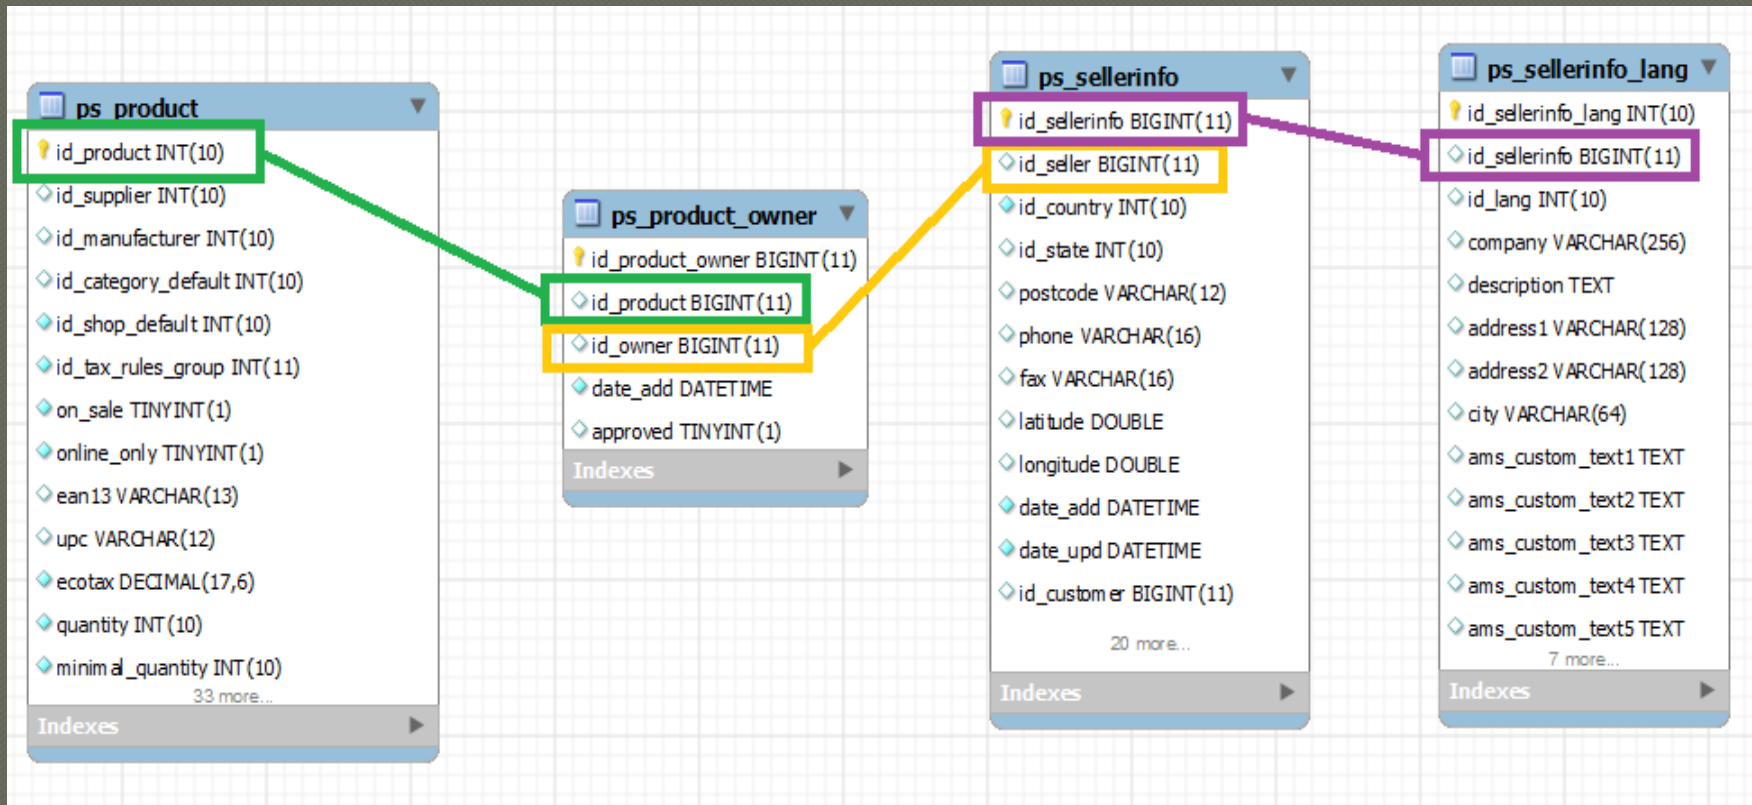 ps_product
id_product INT(10)
id_supplier INT(10)
id_manufacturer INT(10)
id_category_default INT(10)
id_shop_default INT(10)
id_tax_rules_group INT(11)
on_sale TINYINT(1)
online_only TINYINT(1)
ean13 VARCHAR(13)
upc VARCHAR(12)
ecotax DECIMAL(17,6)
quantity INT(10)
minimal_quantity INT(10)
33 more...
Indexes
ps_product_owner
id_product_owner BIGINT(11)
id_product BIGINT(11)
id_owner BIGINT(11)
date_add DATETIME
approved TINYINT(1)
Indexes
ps_sellerinfo
id_sellerinfo BIGINT(11)
id_seller BIGINT(11)
id_country INT(10)
id_state INT(10)
postcode VARCHAR(12)
phone VARCHAR(16)
fax VARCHAR(16)
latitude DOUBLE
longitude DOUBLE
date_add DATETIME
date_upd DATETIME
id_customer BIGINT(11)
20 more...
Indexes
ps_sellerinfo_lang
id_sellerinfo_lang INT(10)
id_sellerinfo BIGINT(11)
id_lang INT(10)
company VARCHAR(256)
description TEXT
address1 VARCHAR(128)
address2 VARCHAR(128)
city VARCHAR(64)
ams_custom_text1 TEXT
ams_custom_text2 TEXT
ams_custom_text3 TEXT
ams_custom_text4 TEXT
ams_custom_text5 TEXT
7 more...
Indexes